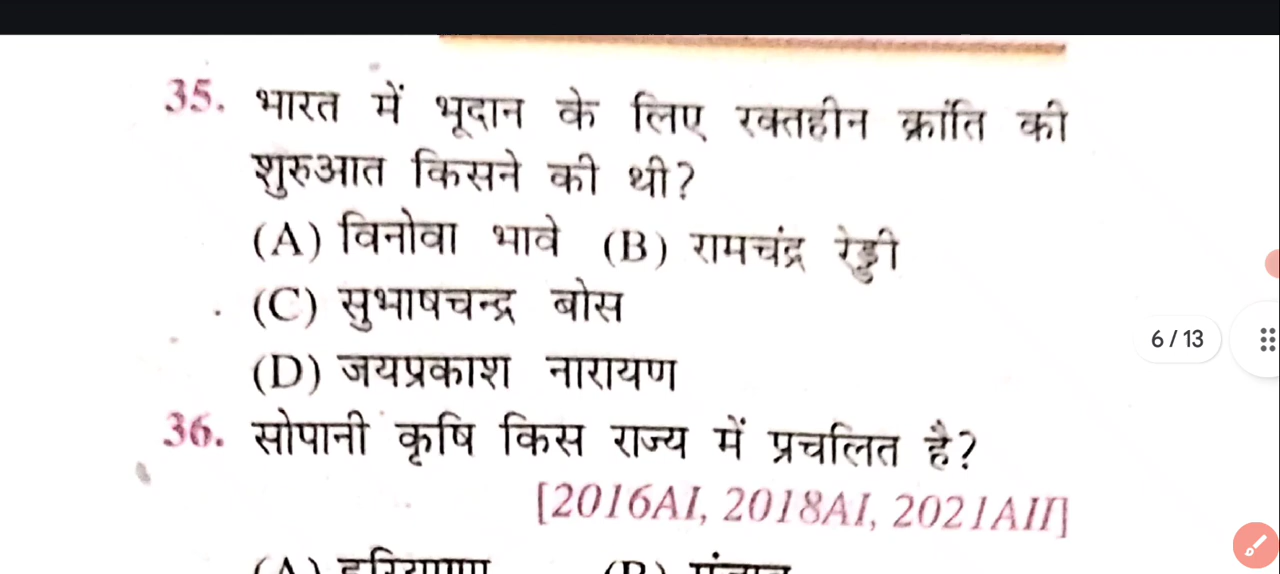 35. भारत में भूदान के लिए रक्तहीन क्रांति की
शुरुआत किसने की थी?
(A) विनोवा भावे (B) रामचंद्र रेड्डी
(C) सुभाषचन्द्र बोस
(D) जयप्रकाश नारायण
6 / 13
36. सोपानी कृषि किस राज्य में प्रचलित है?
[2016AI, 2018AI, 2021AII]
(A) (B)